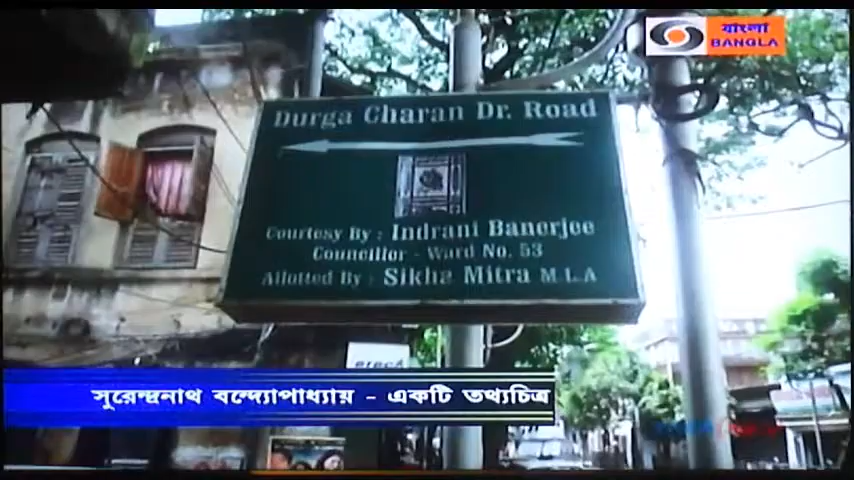 বাংলা
BANGLA
Durga Charan Dr. Road
Courtesy By : Indrani Banerjee
Councillor - Ward No. 53
Allotted By : Sikha Mitra M.L.A
সুরেন্দ্রনাথ বন্দ্যোপাধ্যায় - একটি তথ্যচিত্র